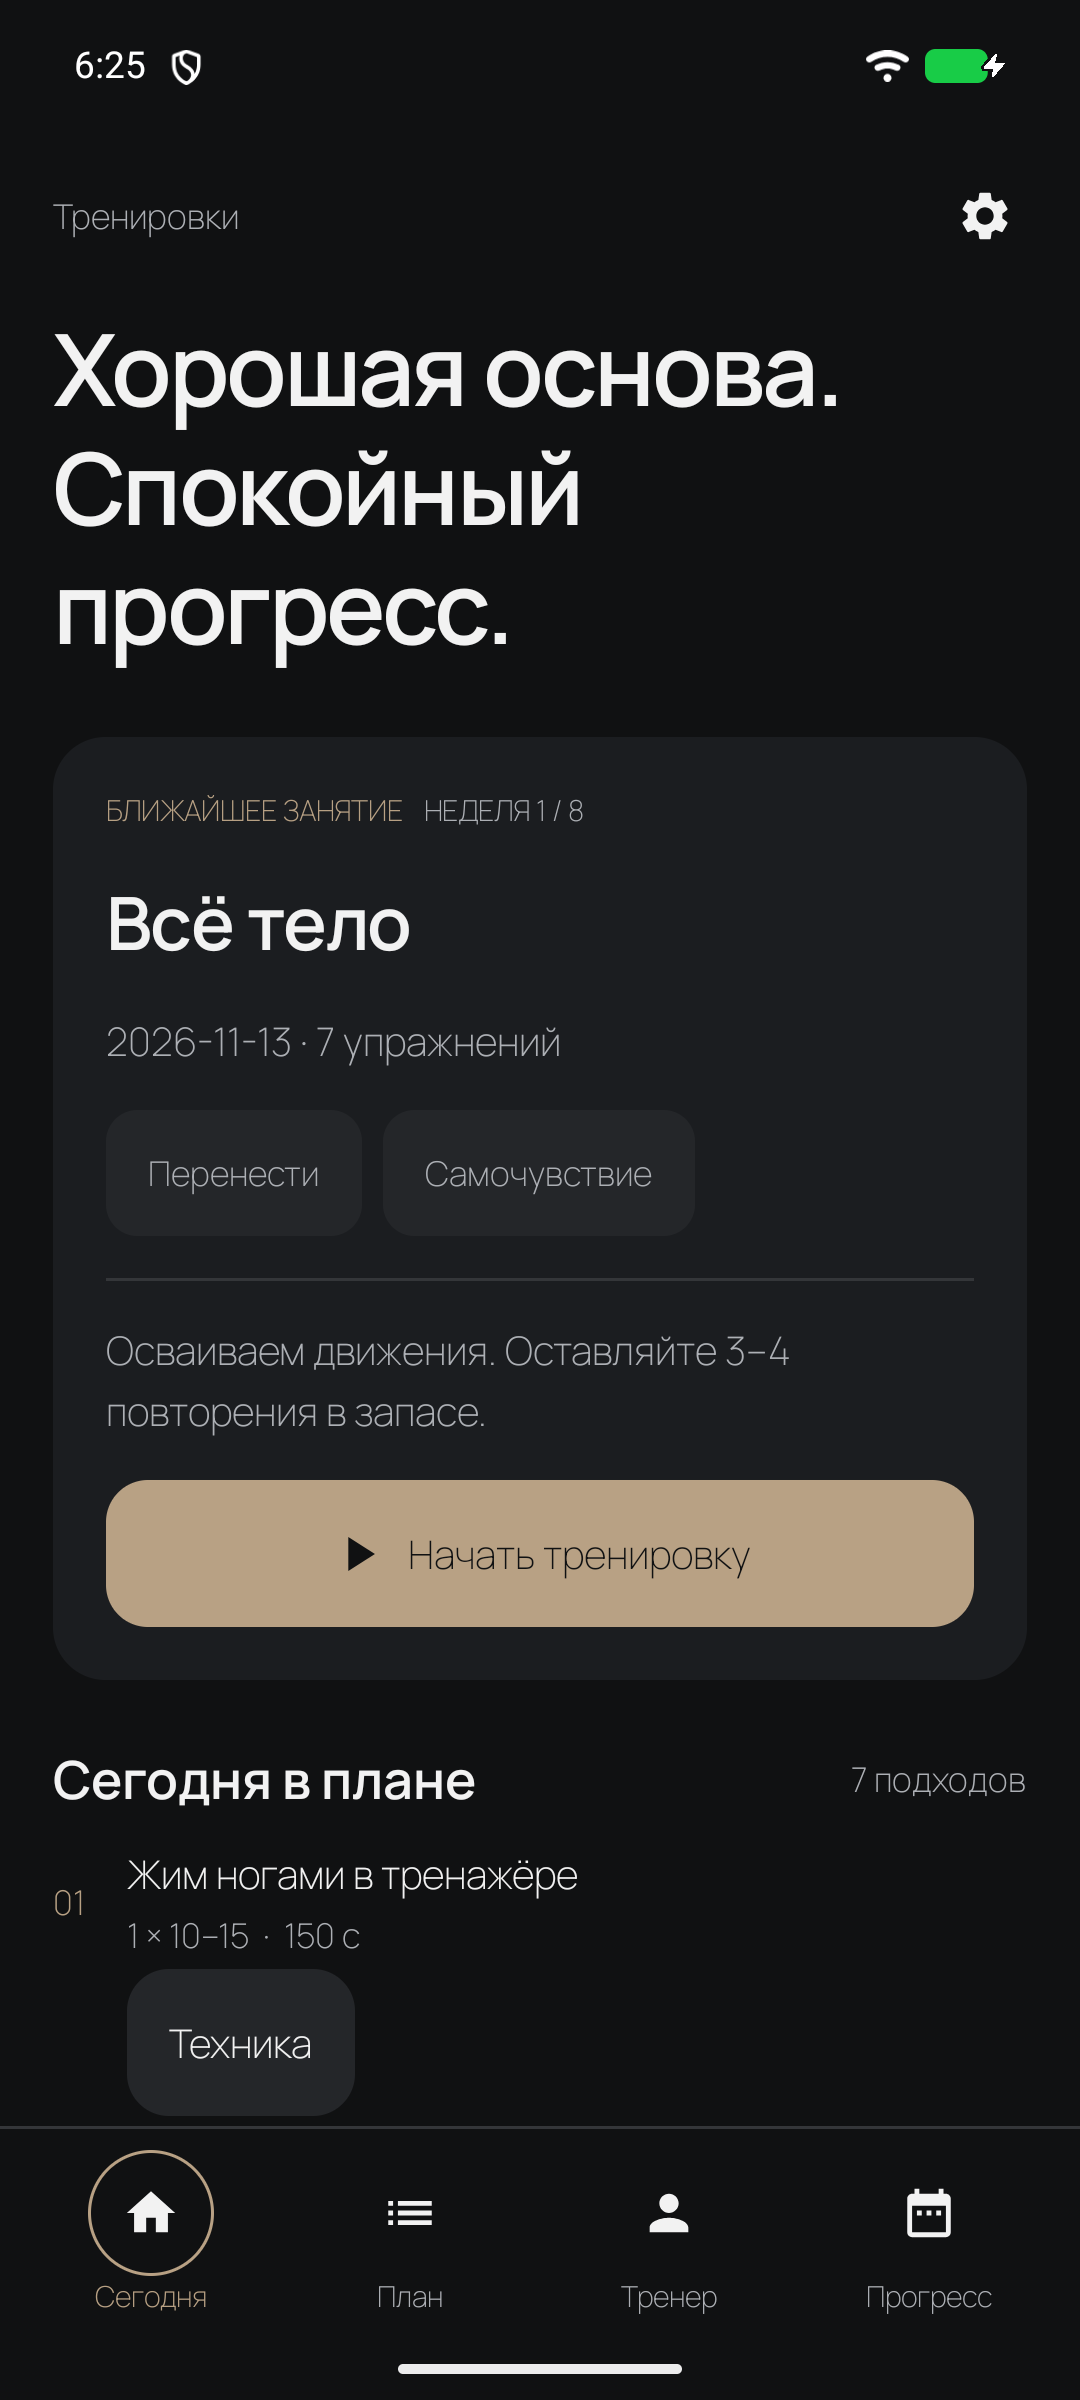 6:25
Тренировки
Хорошая основа.
Спокойный
прогресс.
БЛИЖАЙШЕЕ ЗАНЯТИЕ НЕДЕЛЯ 1 / 8
Всё тело
2026-11-13 · 7 упражнений
Перенести Самочувствие
Осваиваем движения. Оставляйте 3–4
повторения в запасе.
Начать тренировку
Сегодня в плане 7 подходов
01 Жим ногами в тренажёре
1 × 10–15 · 150 с
Техника
Сегодня План Тренер Прогресс